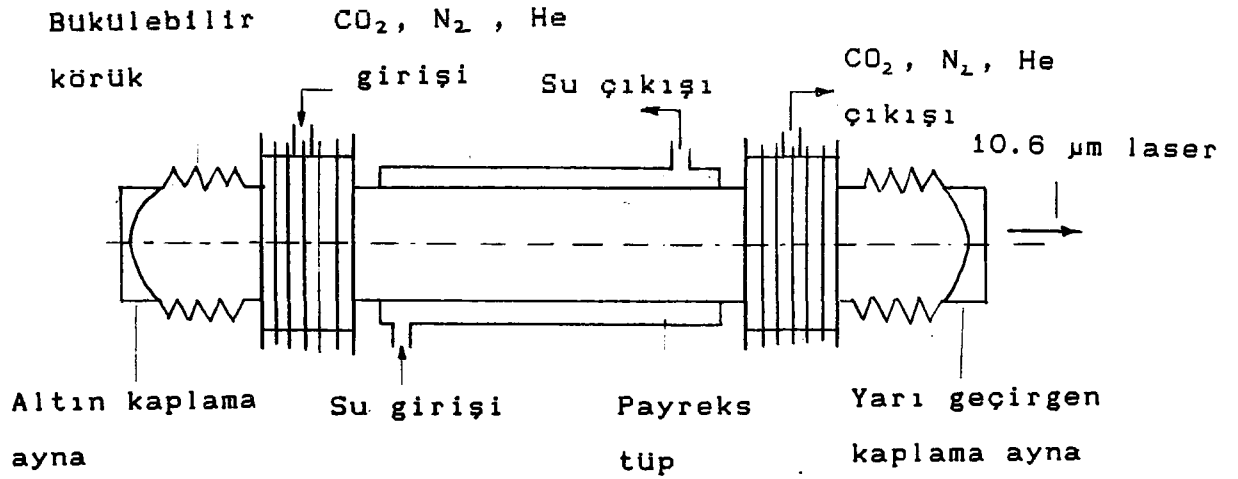 Bükülebilir
körük
CO₂, N₂ , He
girişi
Su çıkışı
CO₂, N₂, He
çıkışı
10.6 µm laser
Altın kaplama
ayna
Su girişi
Payreks
tüp
Yarı geçirgen
kaplama ayna